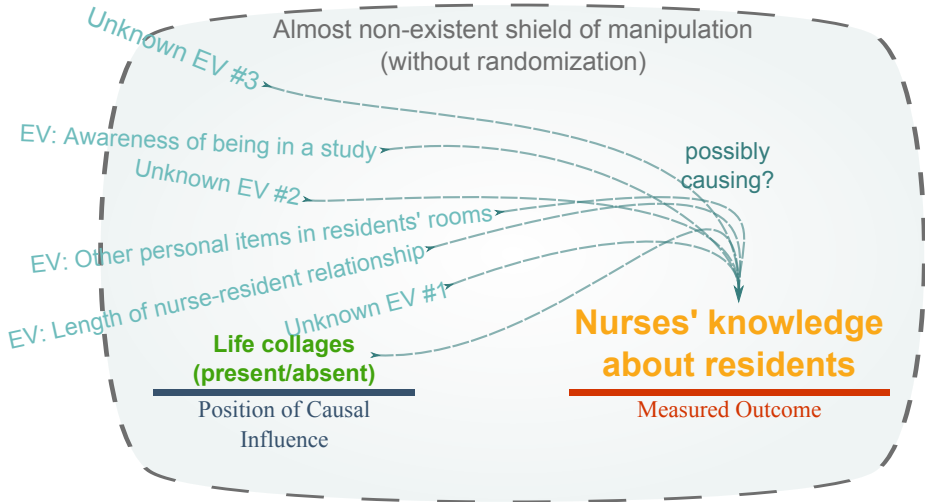 Almost non-existent shield of manipulation
(without randomization)
Unknown EV #3
EV: Awareness of being in a study
Unknown EV #2
EV: Other personal items in residents' rooms
EV: Length of nurse-resident relationship
Unknown EV #1
possibly
causing?
Life collages
(present/absent)
Position of Causal
Influence
Nurses' knowledge
about residents
Measured Outcome